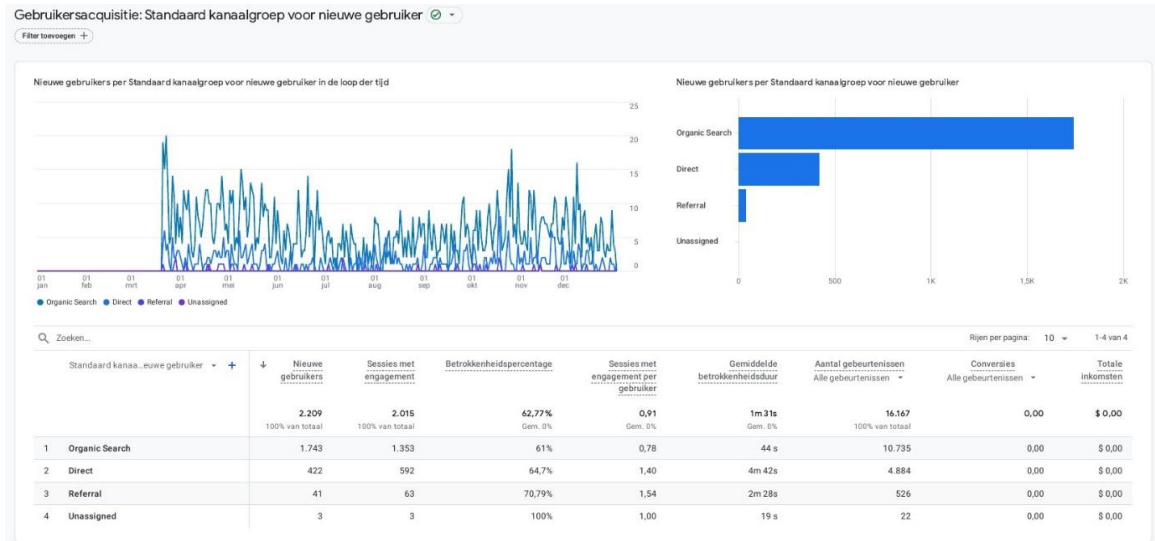 Gebruikersacquisitie: Standaard kanaalgroep voor nieuwe gebruiker
Filter toevoegen +
Nieuwe gebruikers per Standaard kanaalgroep voor nieuwe gebruiker in de loop der tijd
25
20
15
10
5
0
01 jan 01 feb 01 mrt 01 apr 01 mei 01 jun 01 jul 01 aug 01 sep 01 okt 01 nov 01 dec
Organic Search Direct Referral Unassigned
Nieuwe gebruikers per Standaard kanaalgroep voor nieuwe gebruiker
Organic Search
Direct
Referral
Unassigned
0 500 1K 1,5K 2K
Zoeken... Rijen per pagina: 10 1-4 van 4
Standaard kanaa...euwe gebruiker + ↓ Nieuwe gebruikers Sessies met engagement Betrokkenheidspercentage Sessies met engagement per gebruiker Gemiddelde betrokkenheidsduur Aantal gebeurtenissen Alle gebeurtenissen Conversies Alle gebeurtenissen Totale inkomsten
2.209 2.015 62,77% 0,91 1m 31s 16.167 0,00 $ 0,00
100% van totaal 100% van totaal Gem. 0% Gem. 0% Gem. 0% 100% van totaal
1 Organic Search 1.743 1.353 61% 0,78 44 s 10.735 0,00 $ 0,00
2 Direct 422 592 64,7% 1,40 4m 42s 4.884 0,00 $ 0,00
3 Referral 41 63 70,79% 1,54 2m 28s 526 0,00 $ 0,00
4 Unassigned 3 3 100% 1,00 19 s 22 0,00 $ 0,00